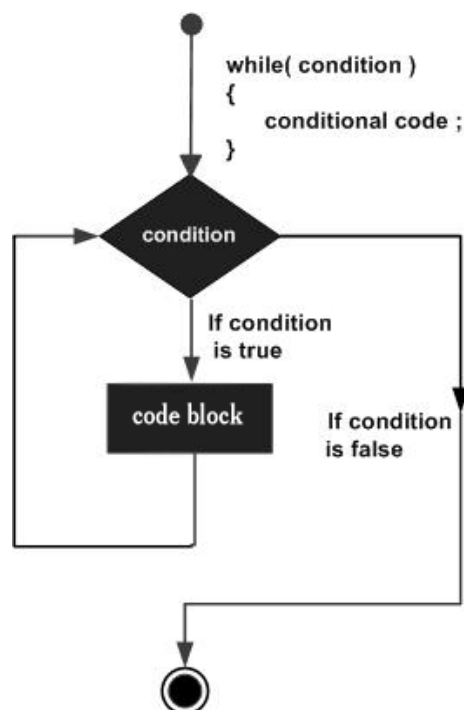 while( condition )
{
conditional code ;
}
condition
If condition
is true
code block
If condition
is false